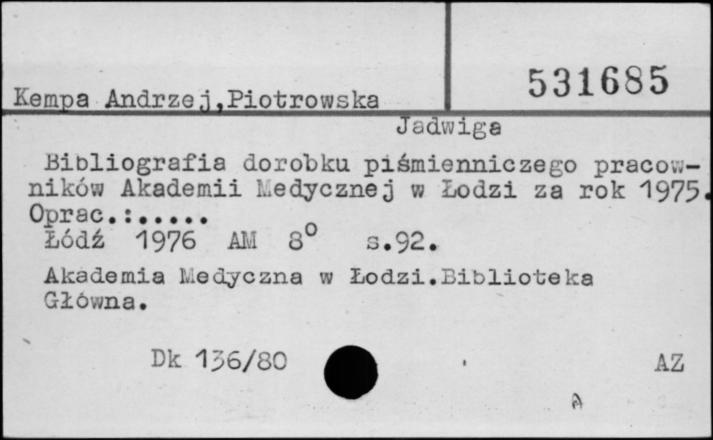 531685
Kempa Andrzej,Piotrowska
Jadwiga
Bibliografia dorobku piśmienniczego pracow-
ników Akademii Medycznej w Łodzi za rok 1975.
Oprac.:.....
Łódź 1976 AM 8° s.92.
Akademia Medyczna w Łodzi.Biblioteka
Główna.
Dk 136/80 AZ